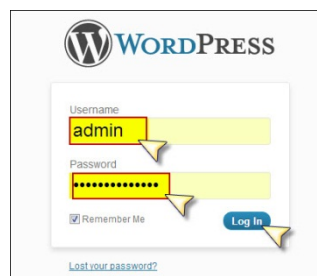 WORDPRESS
Username
admin
Password
••••••••••••••
Remember Me
Log In
Lost your password?